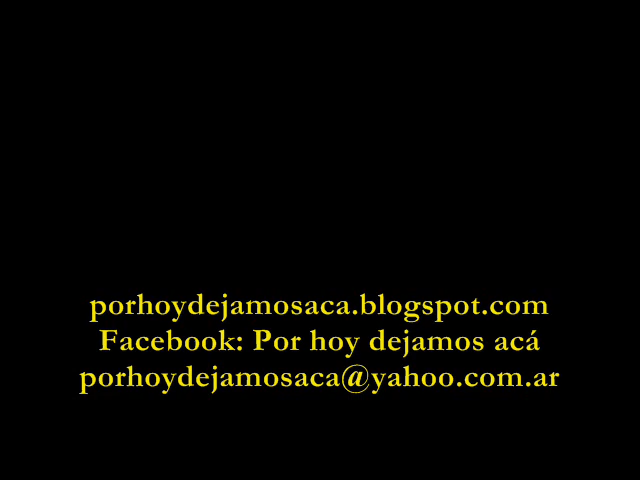 porhoydejamosaca.blogspot.com
Facebook: Por hoy dejamos acá
porhoydejamosaca@yahoo.com.ar